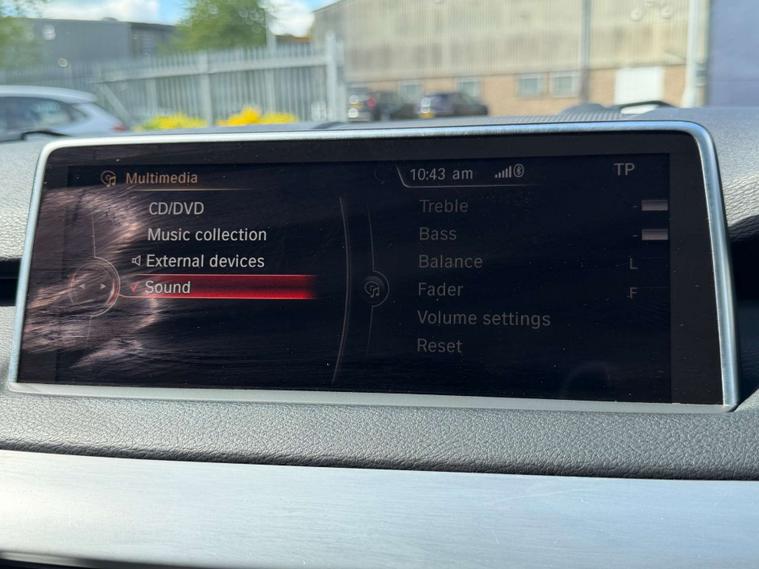 Multimedia
10:43 am
TP
CD/DVD
Music collection
External devices
Sound
Treble
Bass
Balance L
Fader F
Volume settings
Reset